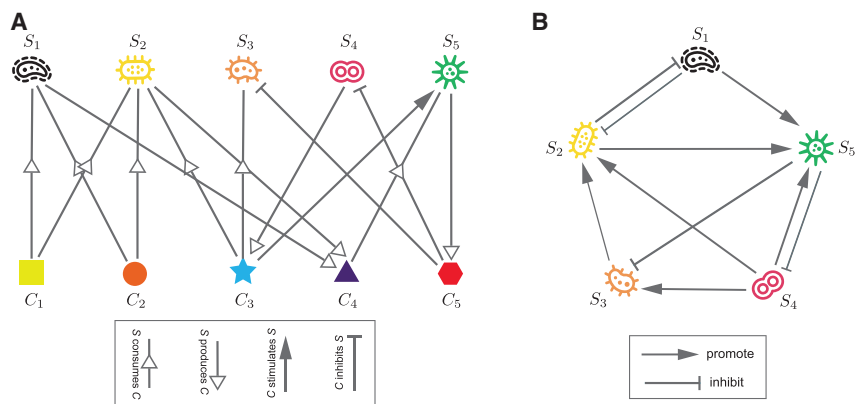 A
B
S1
S2
S3
S4
S5
C1
C2
C3
C4
C5
S consumes C
S produces C
C stimulates S
C inhibits S
S1
S2
S5
S3
S4
promote
inhibit